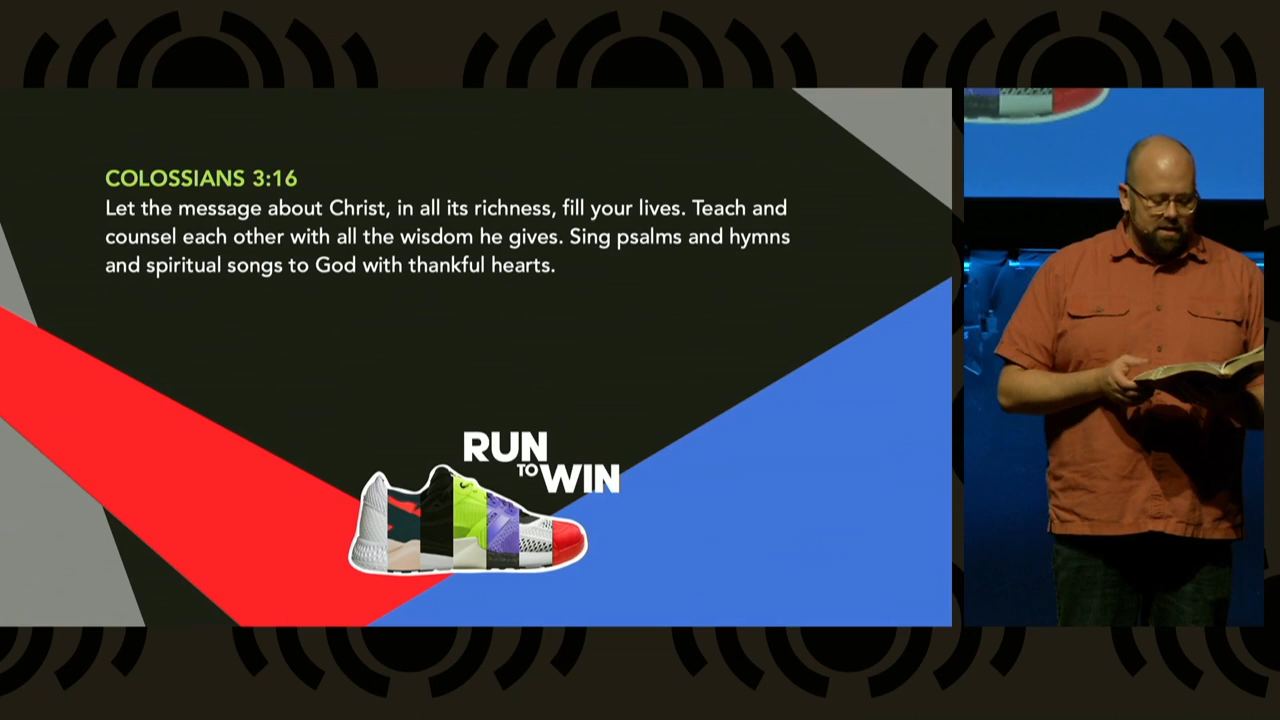 COLOSSIANS 3:16
Let the message about Christ, in all its richness, fill your lives. Teach and
counsel each other with all the wisdom he gives. Sing psalms and hymns
and spiritual songs to God with thankful hearts.
RUN
TO
WIN